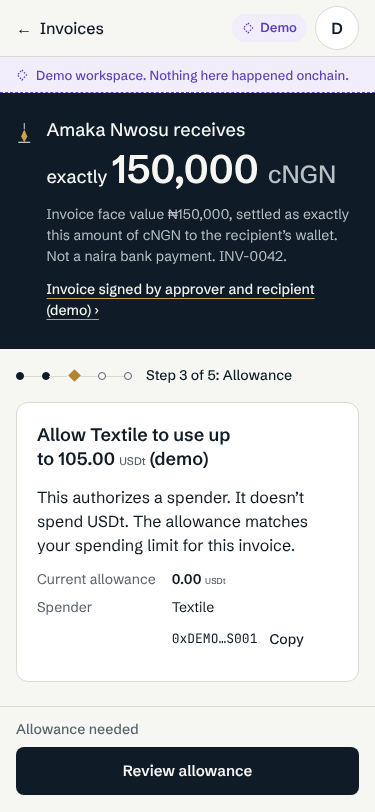 ← Invoices
Demo
D
Demo workspace. Nothing here happened onchain.
Amaka Nwosu receives
exactly 150,000 cNGN
Invoice face value ₦150,000, settled as exactly
this amount of cNGN to the recipient’s wallet.
Not a naira bank payment. INV-0042.
Invoice signed by approver and recipient
(demo) ›
Step 3 of 5: Allowance
Allow Textile to use up
to 105.00 USDt (demo)
This authorizes a spender. It doesn’t
spend USDt. The allowance matches
your spending limit for this invoice.
Current allowance 0.00 USDt
Spender Textile
0xDEMO…S001 Copy
Allowance needed
Review allowance